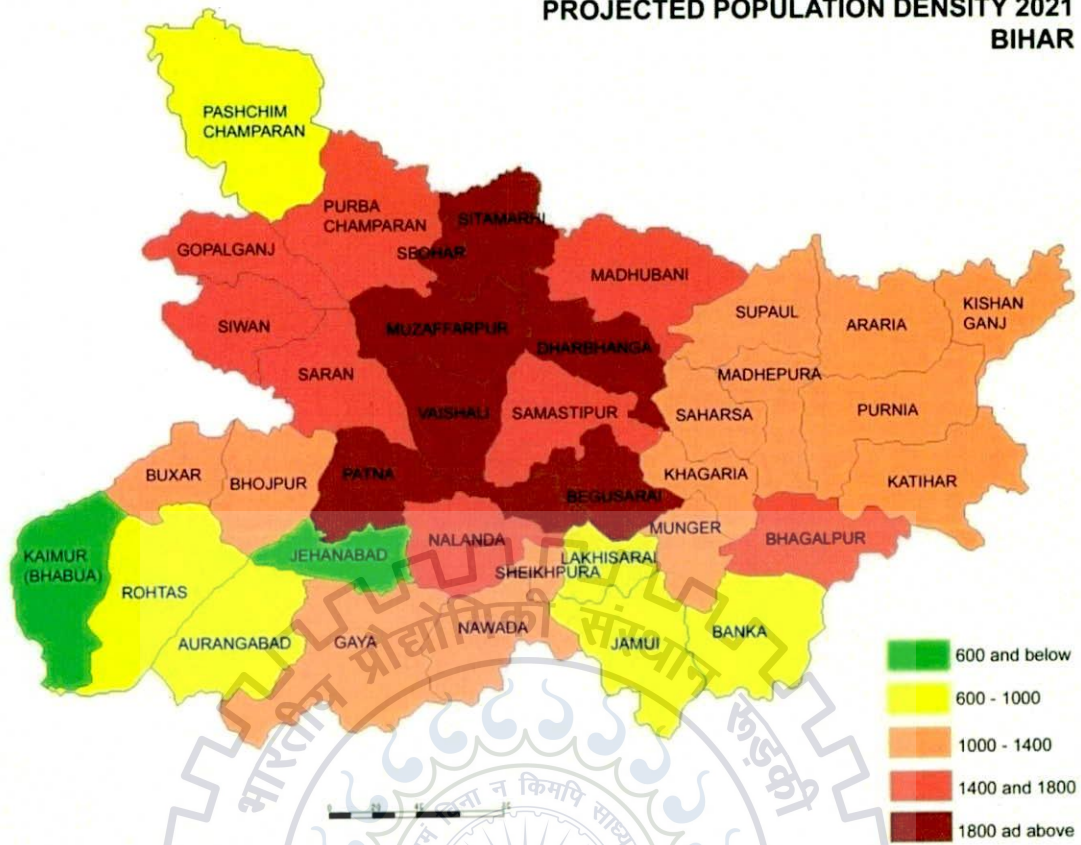 PROJECTED POPULATION DENSITY 2021
BIHAR
PASHCHIM
CHAMPARAN
PURBA
CHAMPARAN
SITAMARHI
GOPALGANJ
SEOHAR
MADHUBANI
SIWAN
MUZAFFARPUR
SUPAUL
ARARIA
KISHAN
GANJ
DHARBHANGA
SARAN
MADHEPURA
VAISHALI
SAMASTIPUR
SAHARSA
PURNIA
BUXAR
BHOJPUR
PATNA
KHAGARIA
KATIHAR
BEGUSARAI
MUNGER
NALANDA
BHAGALPUR
KAIMUR
(BHABUA)
JEHANABAD
LAKHISARAI
SHEIKHPURA
ROHTAS
AURANGABAD
GAYA
NAWADA
JAMUI
BANKA
600 and below
600 - 1000
1000 - 1400
1400 and 1800
1800 ad above
भारतीय प्रौद्योगिकी संस्थान रूड़की
विना न किमपि साध्य